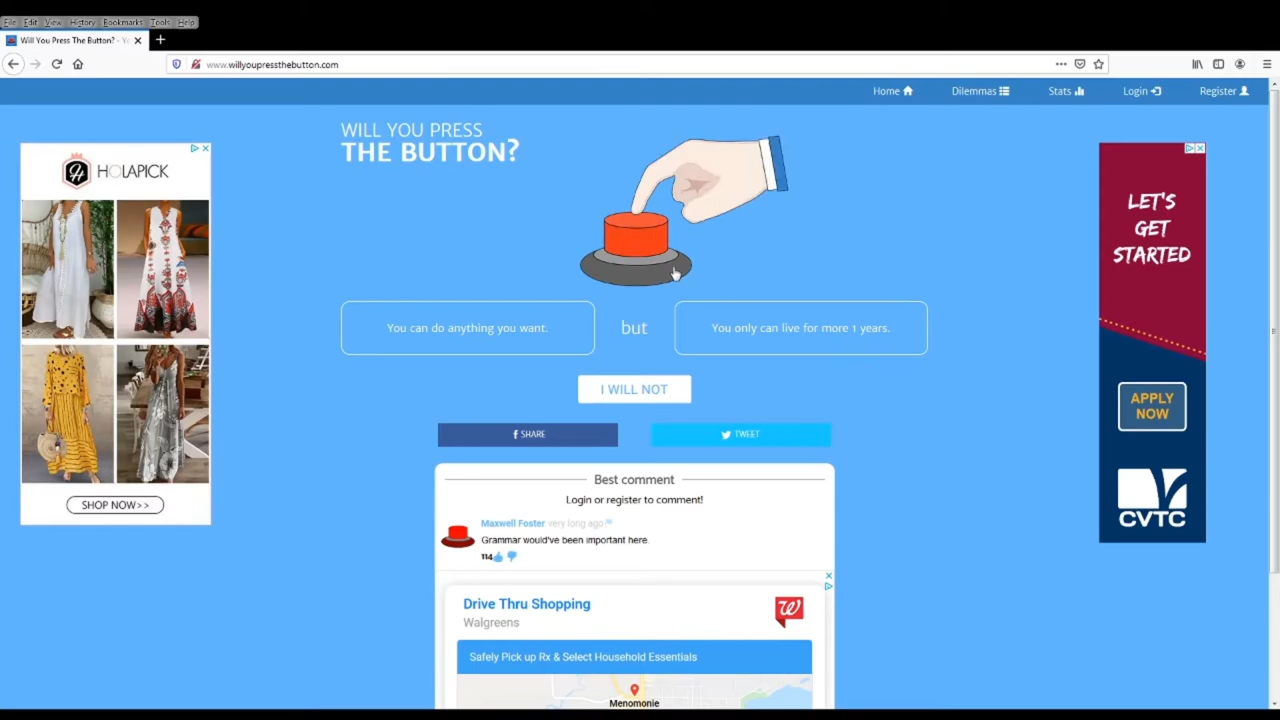 File Edit View History Bookmarks Tools Help
Will You Press The Button? - Yo
www.willyoupressthebutton.com
Home Dilemmas Stats Login Register
WILL YOU PRESS
THE BUTTON?
HOLAPICK
SHOP NOW>>
You can do anything you want.
but
You only can live for more 1 years.
I WILL NOT
SHARE
TWEET
Best comment
Login or register to comment!
Maxwell Foster very long ago
Grammar would've been important here.
114
Drive Thru Shopping
Walgreens
Safely Pick up Rx & Select Household Essentials
Menomonie
LET'S
GET
STARTED
APPLY
NOW
CVTC